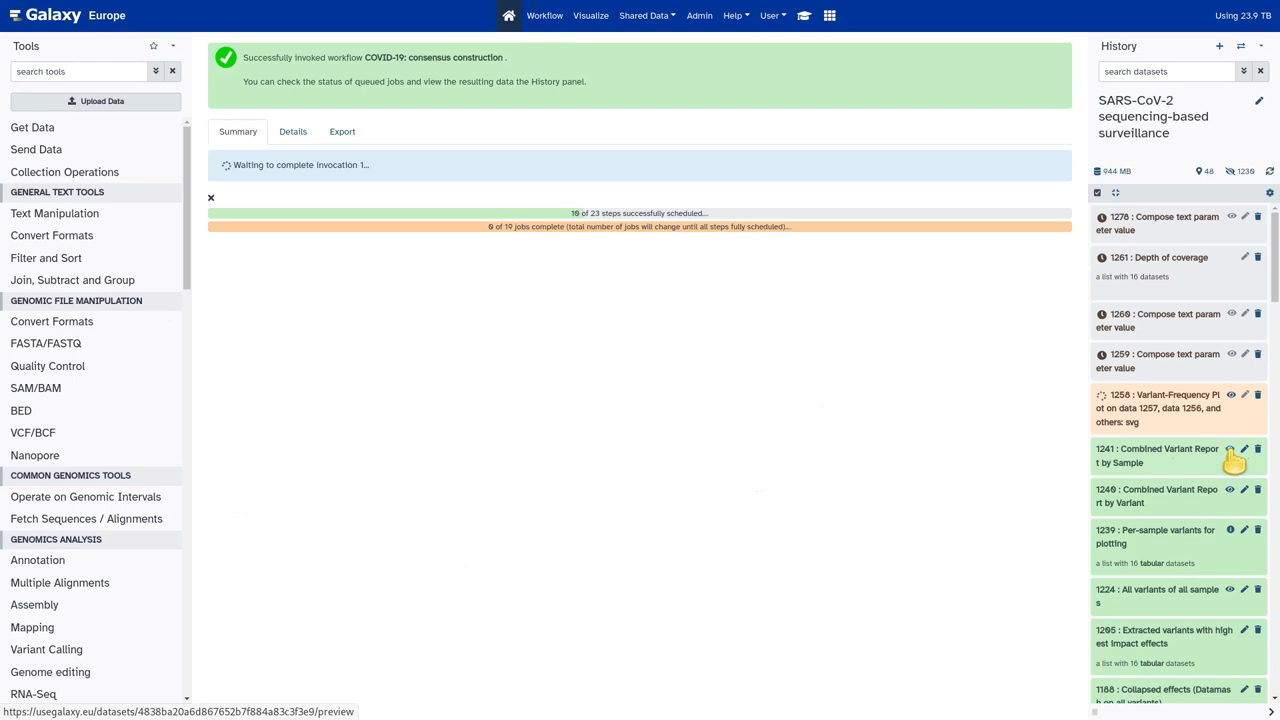 Galaxy Europe
Workflow Visualize Shared Data Admin Help User
Using 23.9 TB
Tools
search tools
Upload Data
Get Data
Send Data
Collection Operations
GENERAL TEXT TOOLS
Text Manipulation
Convert Formats
Filter and Sort
Join, Subtract and Group
GENOMIC FILE MANIPULATION
Convert Formats
FASTA/FASTQ
Quality Control
SAM/BAM
BED
VCF/BCF
Nanopore
COMMON GENOMICS TOOLS
Operate on Genomic Intervals
Fetch Sequences / Alignments
GENOMICS ANALYSIS
Annotation
Multiple Alignments
Assembly
Mapping
Variant Calling
Genome editing
RNA-Seq
https://usegalaxy.eu/datasets/4838ba20a6d867652b7f884a83c3f3e9/preview
Successfully invoked workflow COVID-19: consensus construction .
You can check the status of queued jobs and view the resulting data the History panel.
Summary Details Export
Waiting to complete invocation 1...
10 of 23 steps successfully scheduled...
0 of 19 jobs complete (total number of jobs will change until all steps fully scheduled)...
History
search datasets
SARS-CoV-2
sequencing-based
surveillance
944 MB 48 1230
1278 : Compose text param
eter value
1261 : Depth of coverage
a list with 16 datasets
1260 : Compose text param
eter value
1259 : Compose text param
eter value
1258 : Variant-Frequency Pl
ot on data 1257, data 1256, and
others: svg
1241 : Combined Variant Repor
t by Sample
1240 : Combined Variant Repo
rt by Variant
1239 : Per-sample variants for
plotting
a list with 16 tabular datasets
1224 : All variants of all sample
s
1205 : Extracted variants with high
est impact effects
a list with 16 tabular datasets
1188 : Collapsed effects (Datamas
h on all variants)